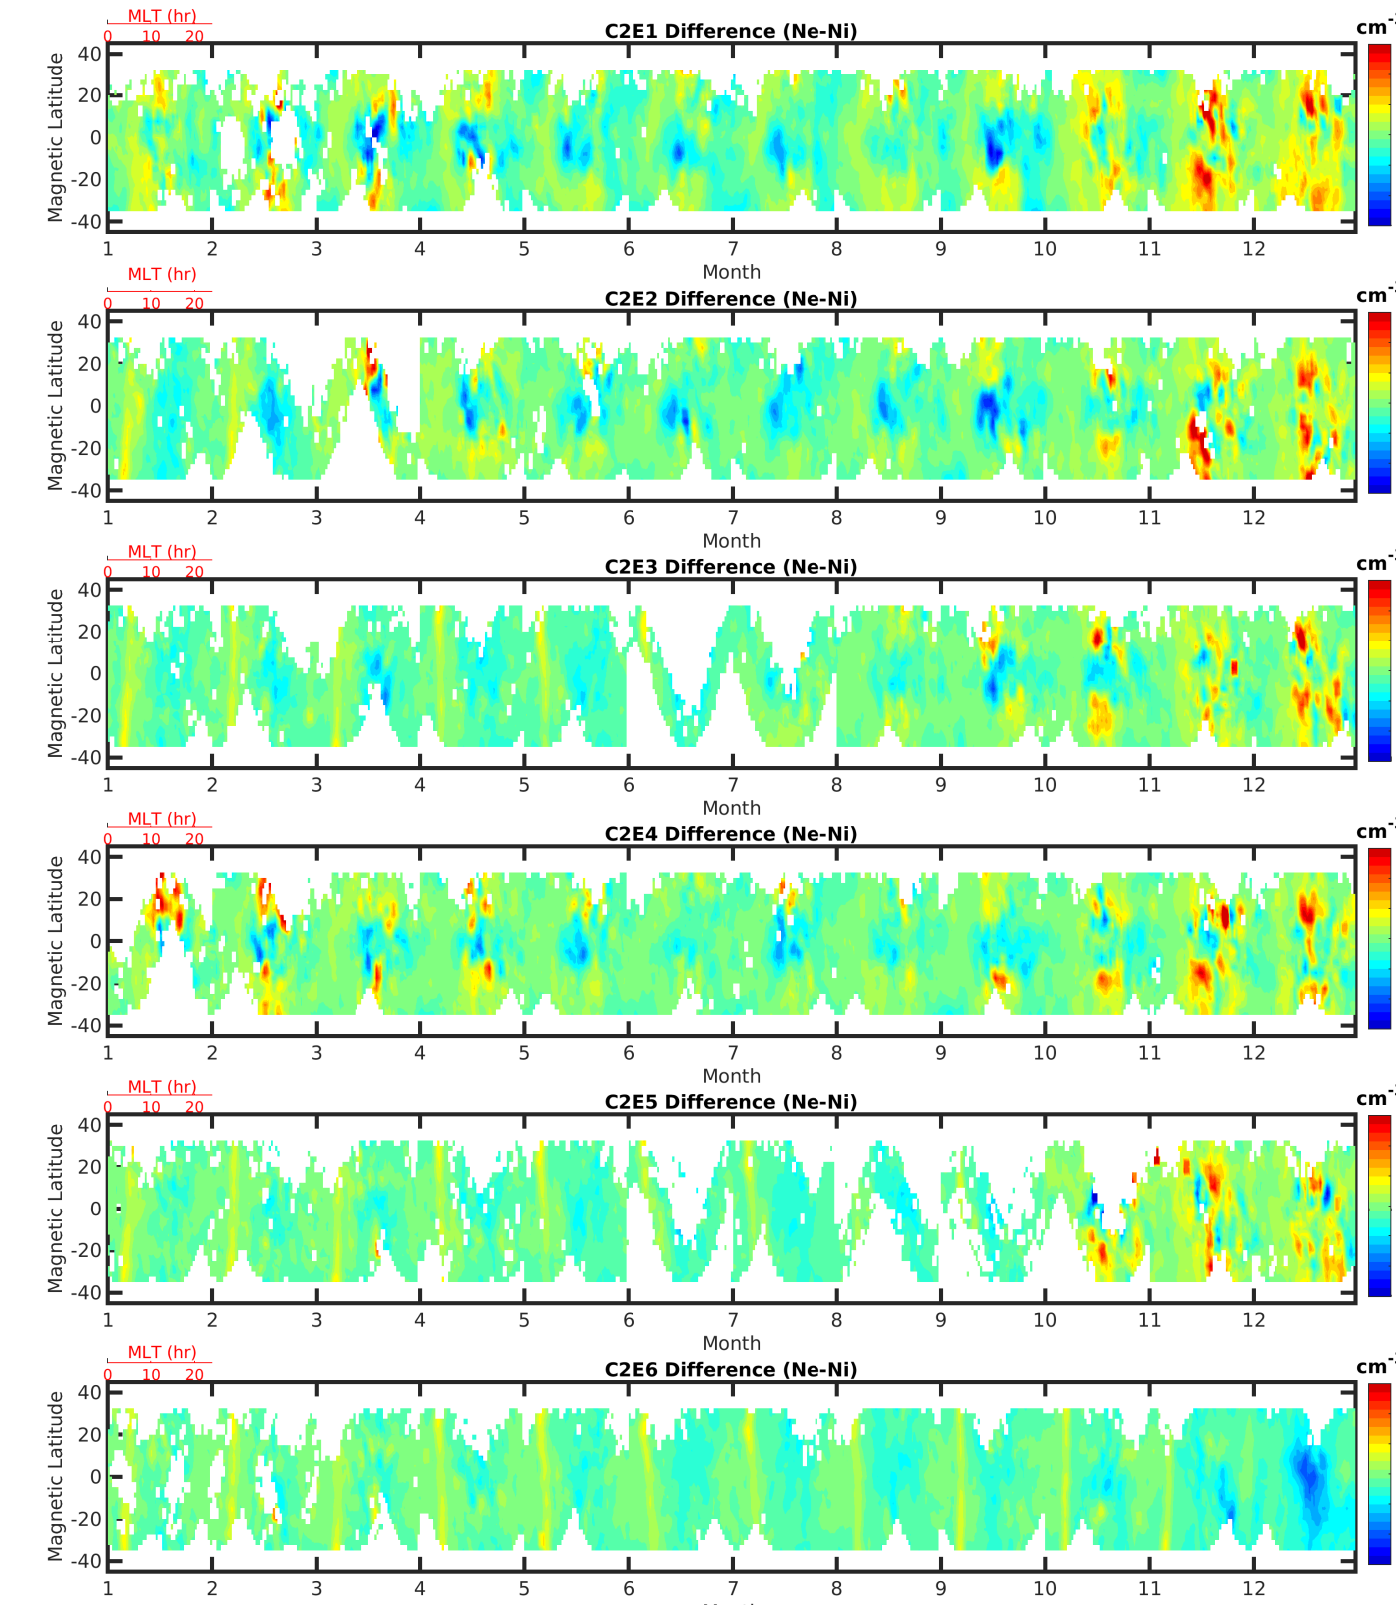 MLT (hr)
0 10 20
C2E1 Difference (Ne-Ni)
cm
Magnetic Latitude
40
20
0
-20
-40
1 2 3 4 5 6 7 8 9 10 11 12
Month
MLT (hr)
0 10 20
C2E2 Difference (Ne-Ni)
cm
Magnetic Latitude
40
20
0
-20
-40
1 2 3 4 5 6 7 8 9 10 11 12
Month
MLT (hr)
0 10 20
C2E3 Difference (Ne-Ni)
cm
Magnetic Latitude
40
20
0
-20
-40
1 2 3 4 5 6 7 8 9 10 11 12
Month
MLT (hr)
0 10 20
C2E4 Difference (Ne-Ni)
cm
Magnetic Latitude
40
20
0
-20
-40
1 2 3 4 5 6 7 8 9 10 11 12
Month
MLT (hr)
0 10 20
C2E5 Difference (Ne-Ni)
cm
Magnetic Latitude
40
20
0
-20
-40
1 2 3 4 5 6 7 8 9 10 11 12
Month
MLT (hr)
0 10 20
C2E6 Difference (Ne-Ni)
cm
Magnetic Latitude
40
20
0
-20
-40
1 2 3 4 5 6 7 8 9 10 11 12